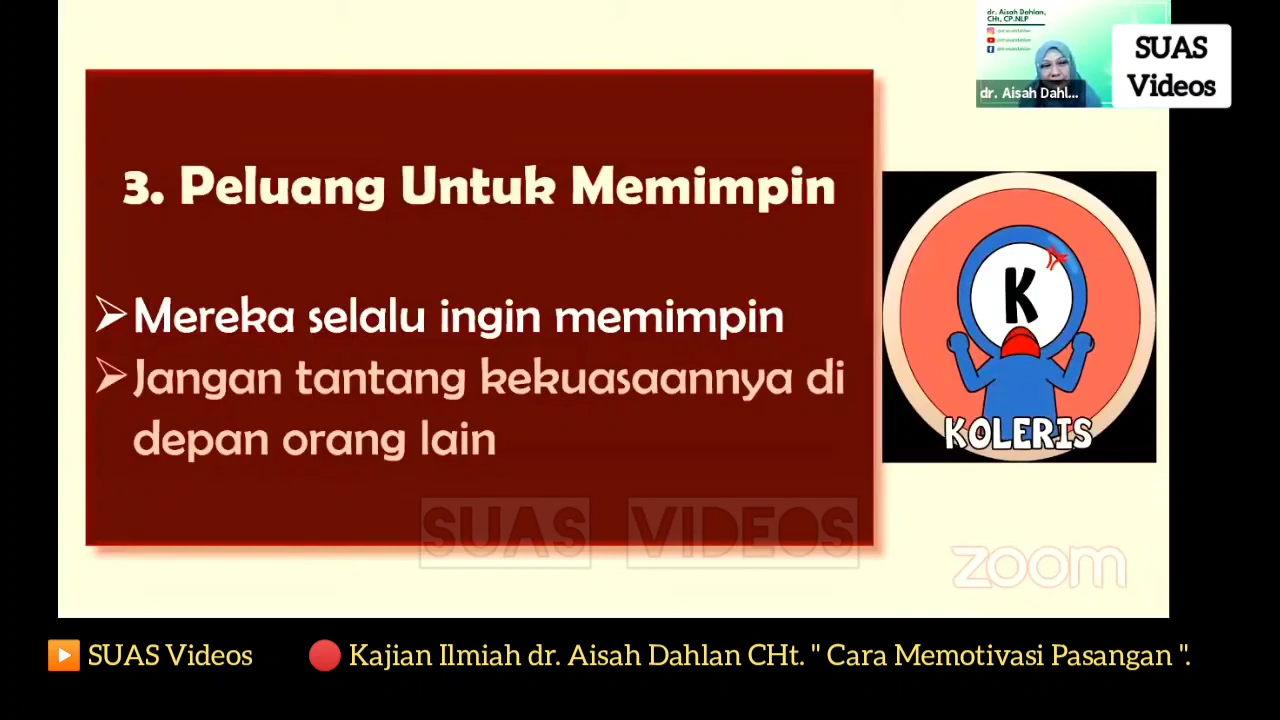 dr. Aisah Dahlan,
CHt, CP.NLP
dr. Aisah Dahl...
SUAS
Videos
3. Peluang Untuk Memimpin
➢Mereka selalu ingin memimpin
➢Jangan tantang kekuasaannya di
depan orang lain
K
KOLERIS
SUAS VIDEOS
zoom
SUAS Videos
Kajian Ilmiah dr. Aisah Dahlan CHt. " Cara Memotivasi Pasangan ".